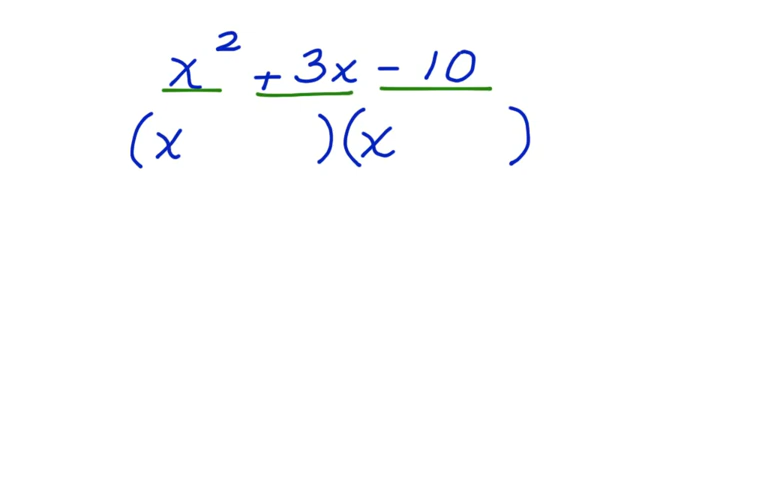 x² + 3x - 10
(x )(x )